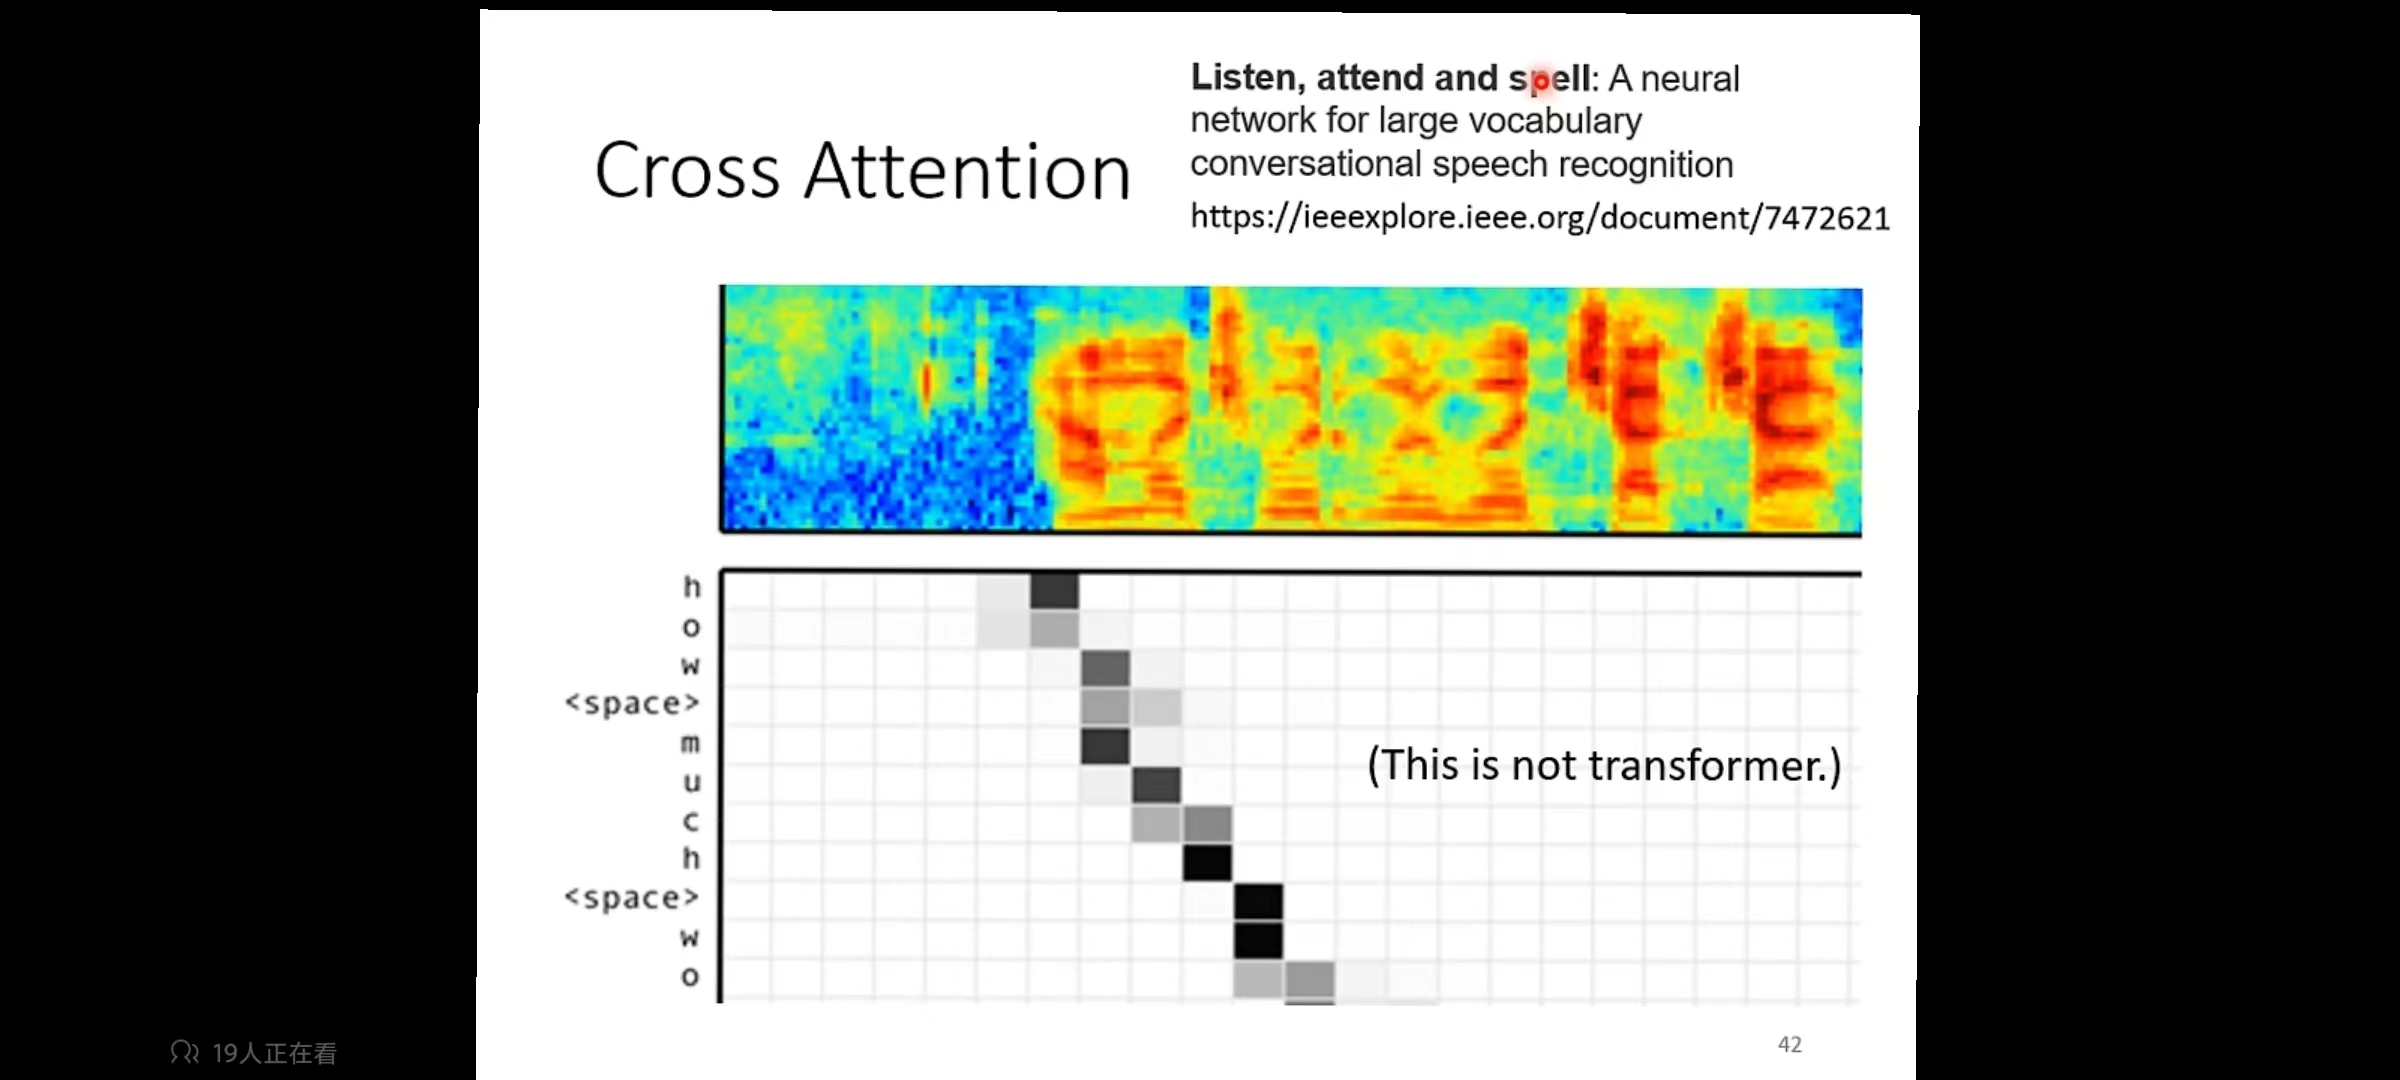 Listen, attend and spell: A neural
network for large vocabulary
conversational speech recognition
https://ieeexplore.ieee.org/document/7472621
Cross Attention
h
o
w
<space>
m
u
c
h
<space>
w
o
(This is not transformer.)
42
19人正在看